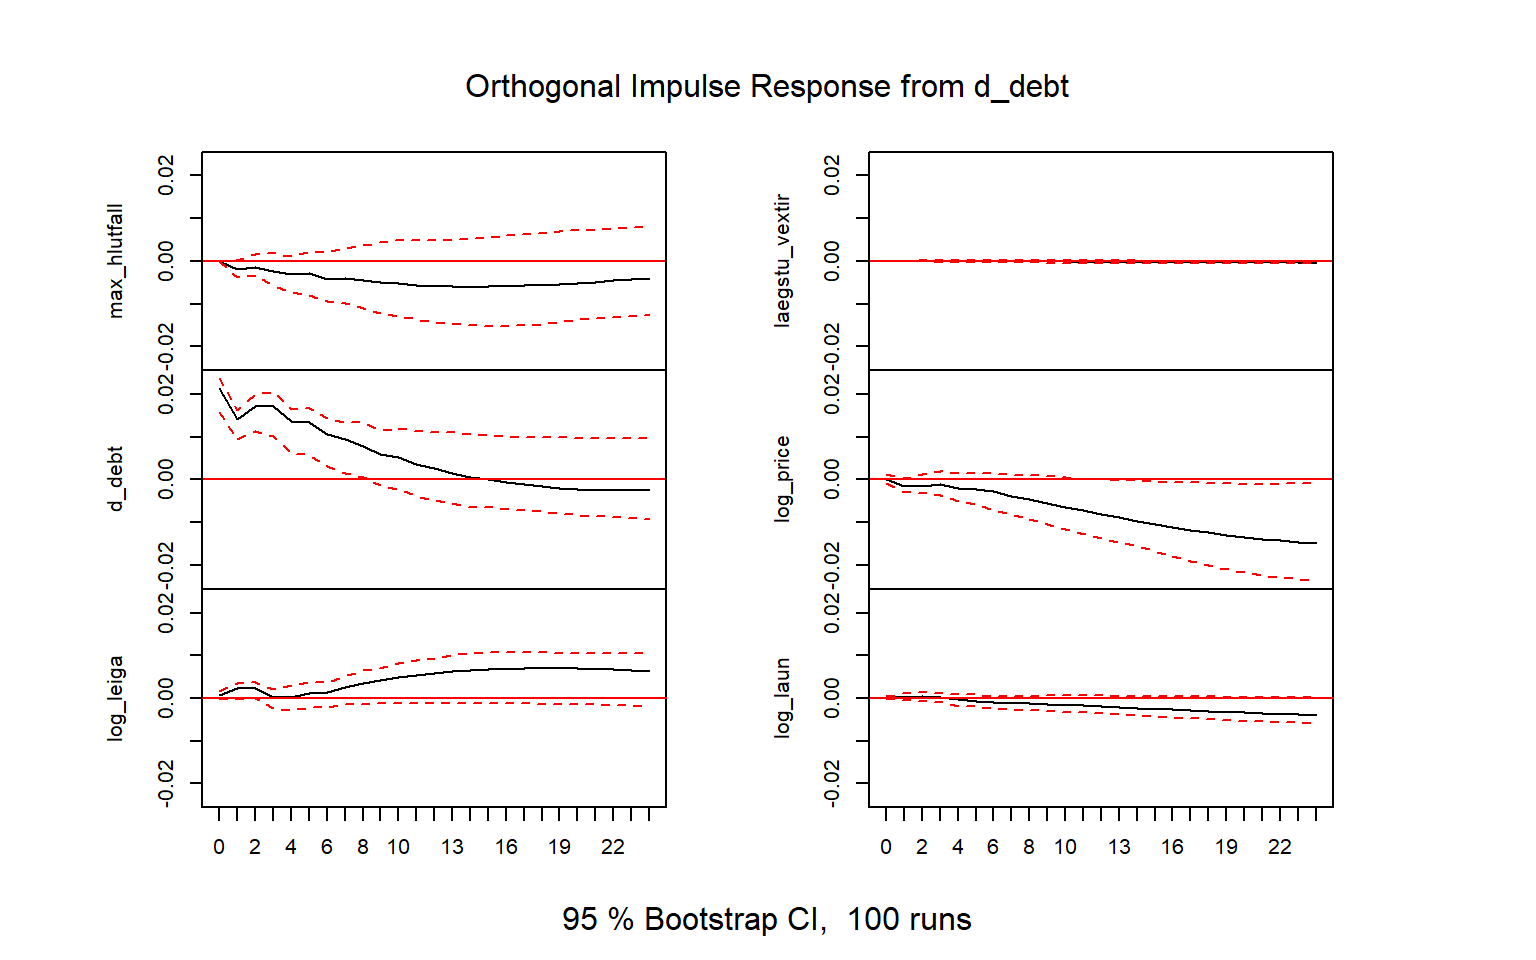 Orthogonal Impulse Response from d_debt
max_hlutfall
0.02
0.00
-0.02
d_debt
0.02
0.00
-0.02
log_leiga
0.02
0.00
-0.02
0 2 4 6 8 10 13 16 19 22
laegstu_vextir
0.02
0.00
-0.02
log_price
0.02
0.00
-0.02
log_laun
0.02
0.00
-0.02
0 2 4 6 8 10 13 16 19 22
95 % Bootstrap CI,  100 runs